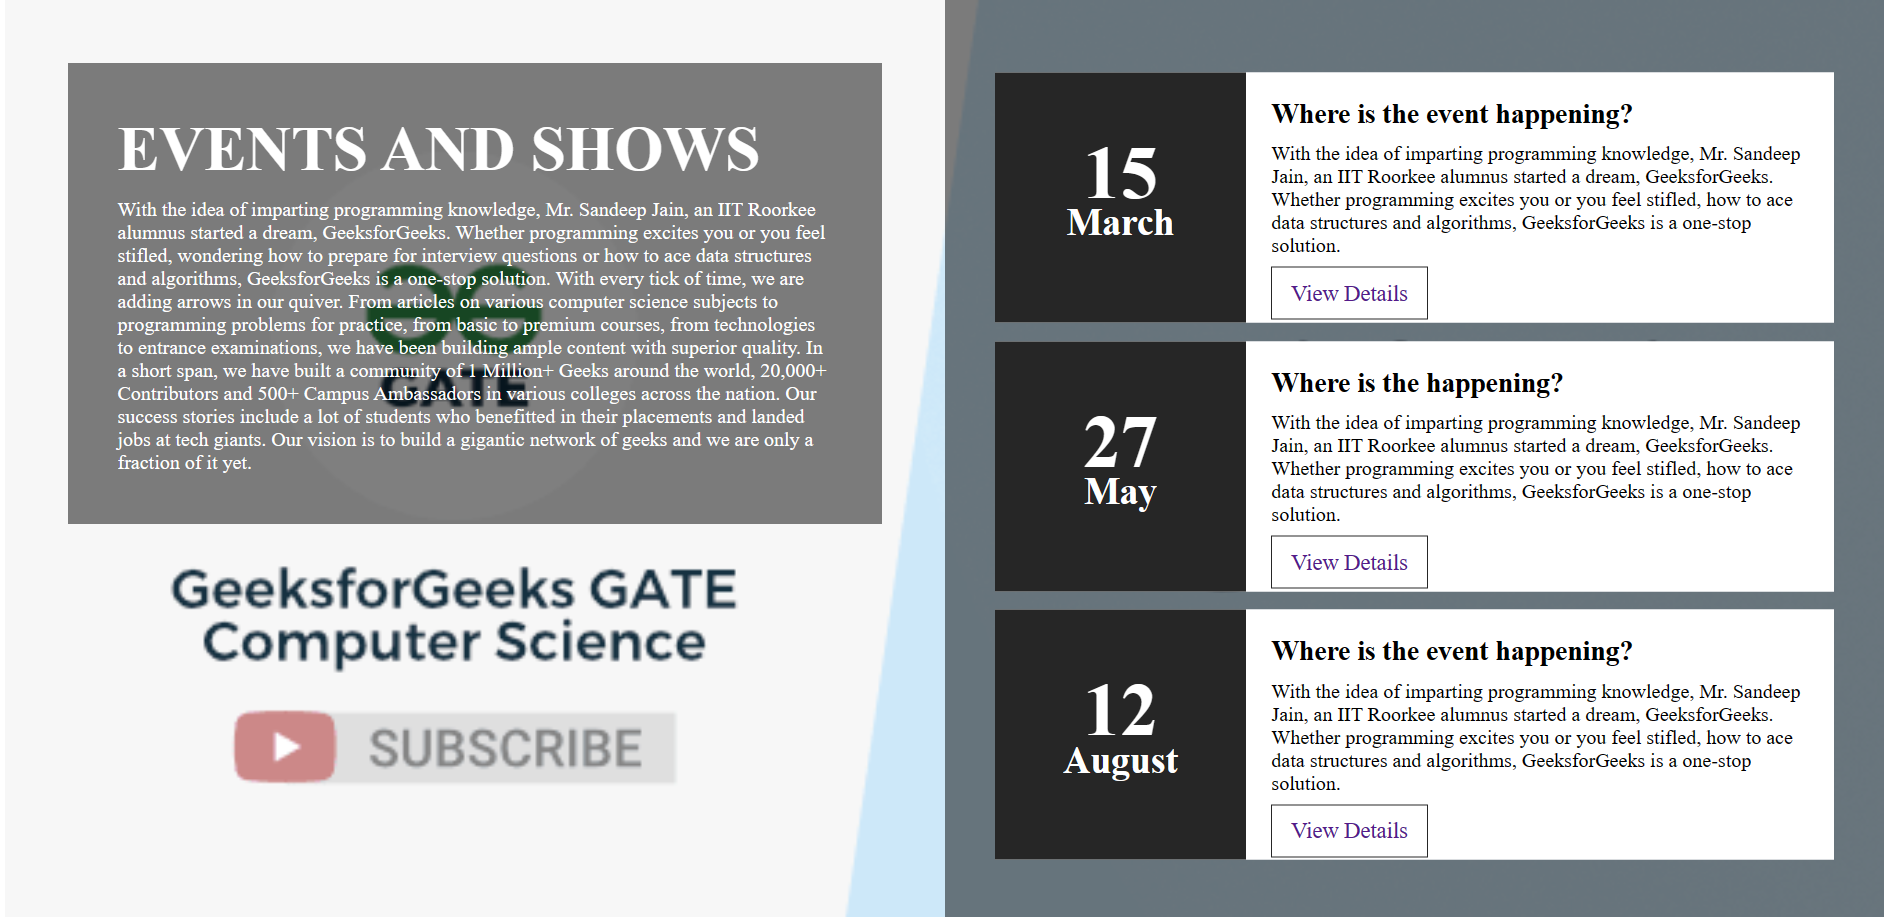 EVENTS AND SHOWS
With the idea of imparting programming knowledge, Mr. Sandeep Jain, an IIT Roorkee
alumnus started a dream, GeeksforGeeks. Whether programming excites you or you feel
stifled, wondering how to prepare for interview questions or how to ace data structures
and algorithms, GeeksforGeeks is a one-stop solution. With every tick of time, we are
adding arrows in our quiver. From articles on various computer science subjects to
programming problems for practice, from basic to premium courses, from technologies
to entrance examinations, we have been building ample content with superior quality. In
a short span, we have built a community of 1 Million+ Geeks around the world, 20,000+
Contributors and 500+ Campus Ambassadors in various colleges across the nation. Our
success stories include a lot of students who benefitted in their placements and landed
jobs at tech giants. Our vision is to build a gigantic network of geeks and we are only a
fraction of it yet.
GATE
GeeksforGeeks GATE
Computer Science
SUBSCRIBE
15
March
Where is the event happening?
With the idea of imparting programming knowledge, Mr. Sandeep
Jain, an IIT Roorkee alumnus started a dream, GeeksforGeeks.
Whether programming excites you or you feel stifled, how to ace
data structures and algorithms, GeeksforGeeks is a one-stop
solution.
View Details
27
May
Where is the happening?
With the idea of imparting programming knowledge, Mr. Sandeep
Jain, an IIT Roorkee alumnus started a dream, GeeksforGeeks.
Whether programming excites you or you feel stifled, how to ace
data structures and algorithms, GeeksforGeeks is a one-stop
solution.
View Details
12
August
Where is the event happening?
With the idea of imparting programming knowledge, Mr. Sandeep
Jain, an IIT Roorkee alumnus started a dream, GeeksforGeeks.
Whether programming excites you or you feel stifled, how to ace
data structures and algorithms, GeeksforGeeks is a one-stop
solution.
View Details